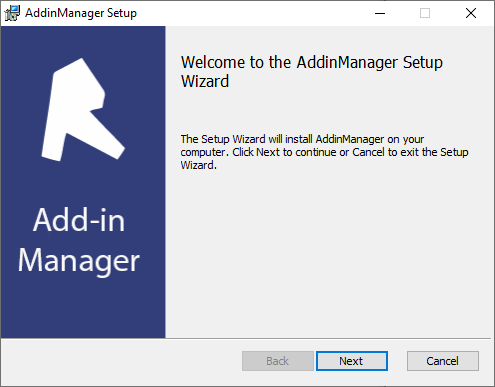 AddinManager Setup
Welcome to the AddinManager Setup
Wizard
The Setup Wizard will install AddinManager on your
computer. Click Next to continue or Cancel to exit the Setup
Wizard.
Add-in
Manager
Back
Next
Cancel